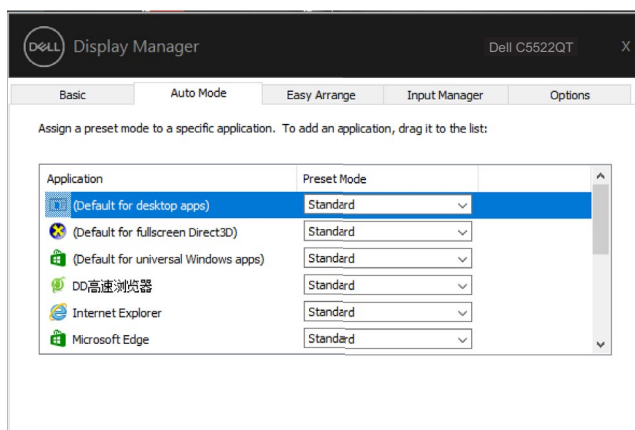 DELL Display Manager Dell C5522QT X
Basic Auto Mode Easy Arrange Input Manager Options
Assign a preset mode to a specific application. To add an application, drag it to the list:
Application Preset Mode
(Default for desktop apps) Standard
(Default for fullscreen Direct3D) Standard
(Default for universal Windows apps) Standard
DD高速浏览器 Standard
Internet Explorer Standard
Microsoft Edge Standard